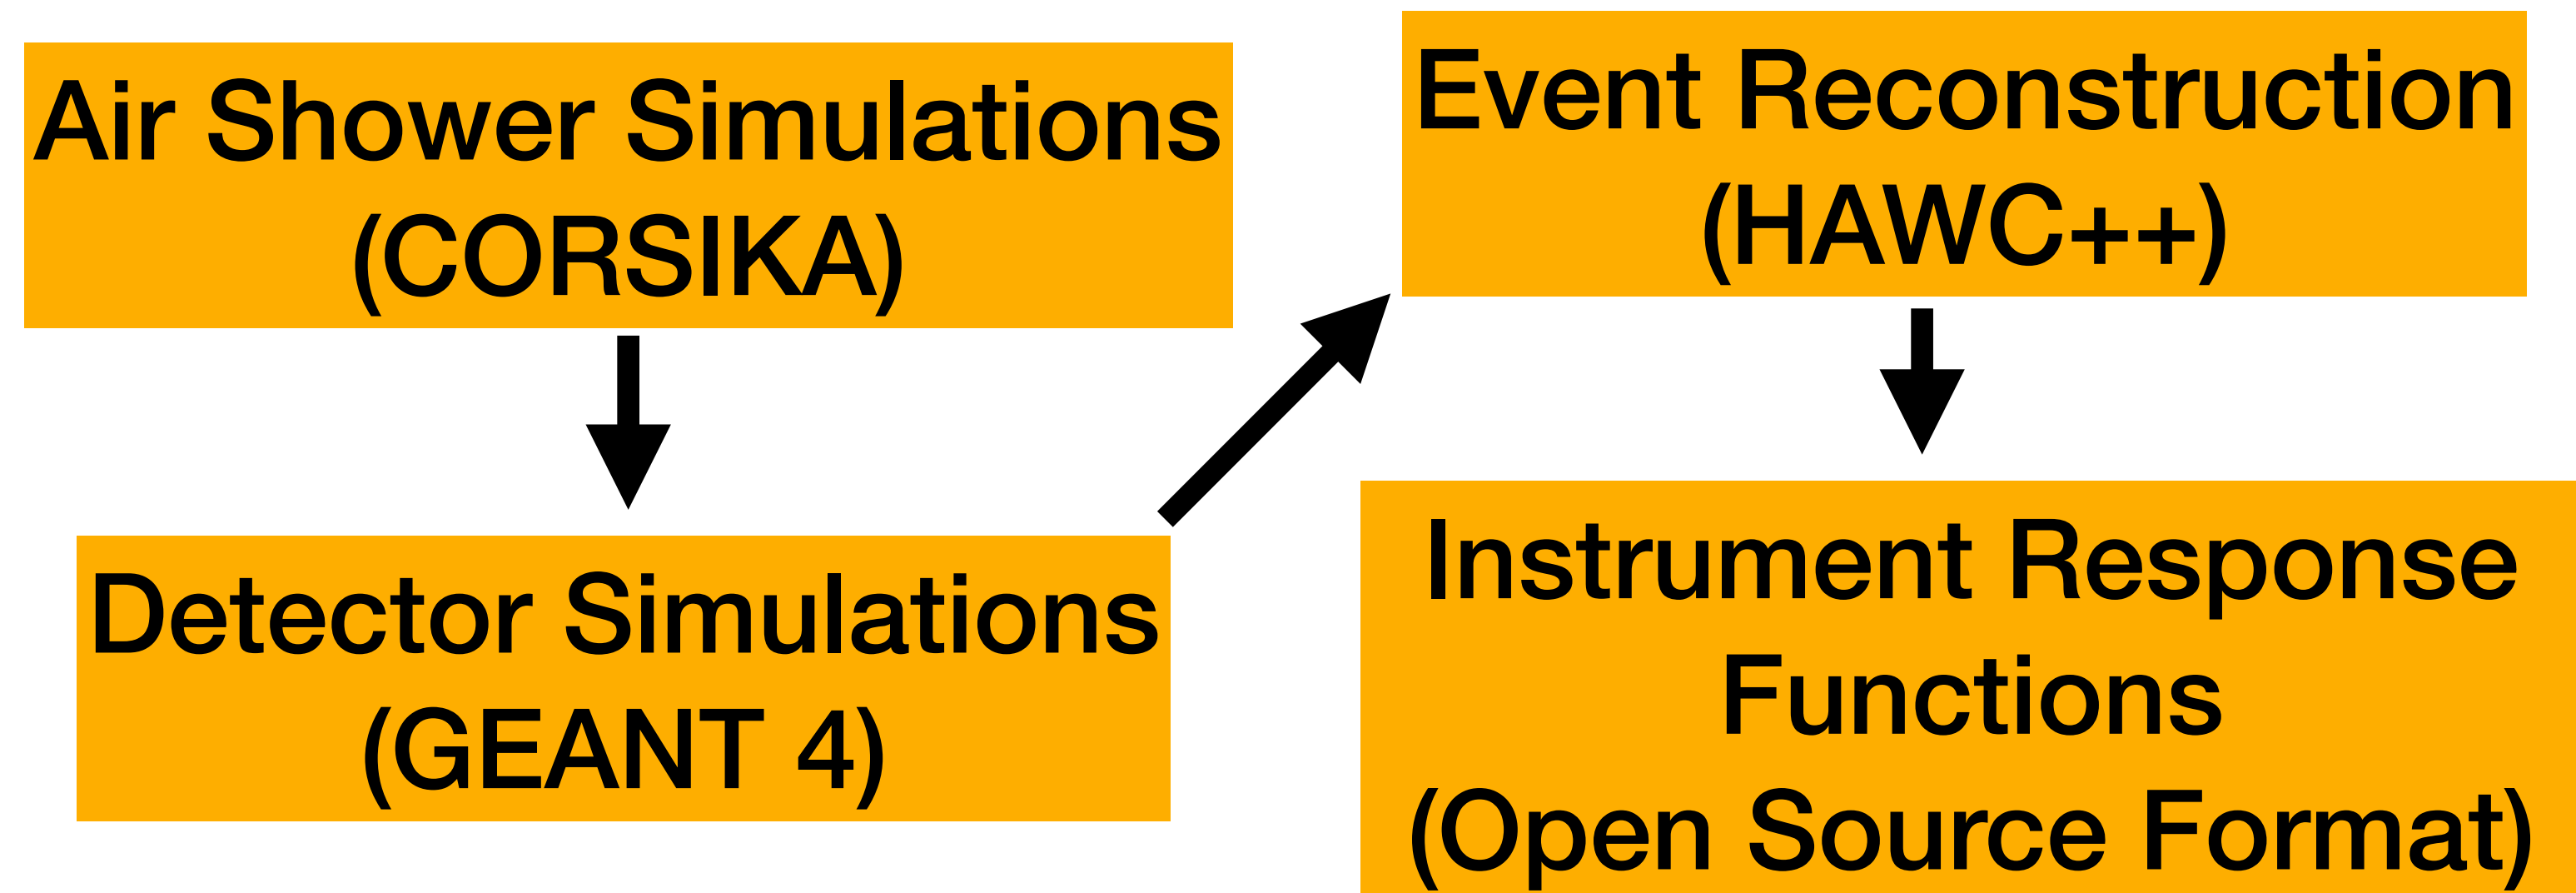 Air Shower Simulations
(CORSIKA)
Detector Simulations
(GEANT 4)
Event Reconstruction
(HAWC++)
Instrument Response
Functions
(Open Source Format)